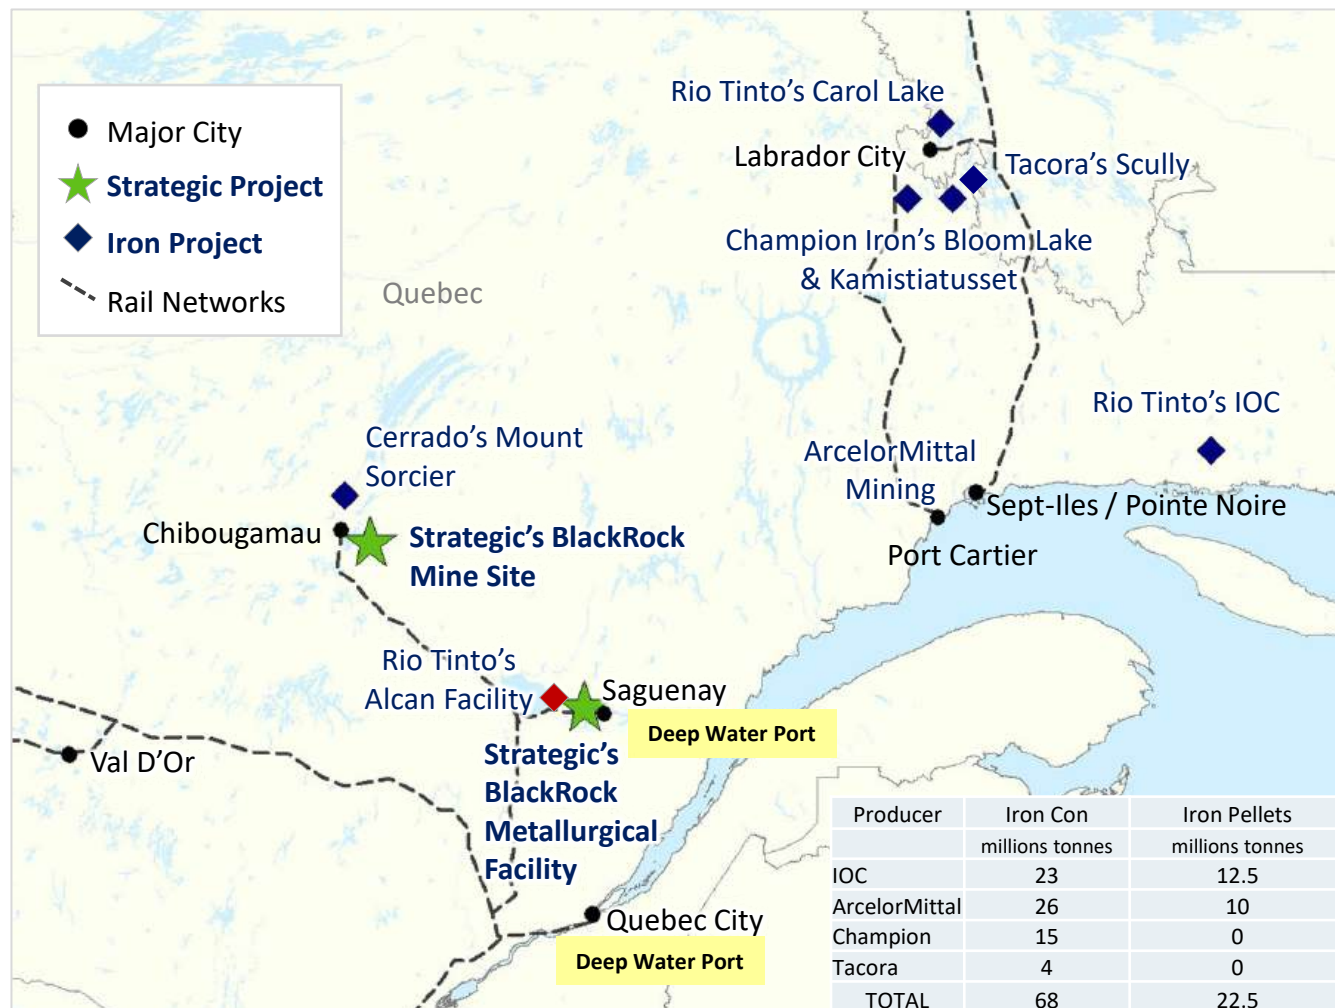 Major City
Strategic Project
Iron Project
Rail Networks
Quebec
Rio Tinto’s Carol Lake
Labrador City
Tacora’s Scully
Champion Iron’s Bloom Lake
& Kamistiatusset
Rio Tinto’s IOC
ArcelorMittal
Mining
Sept-Iles / Pointe Noire
Port Cartier
Cerrado’s Mount
Sorcier
Chibougamau
Strategic’s BlackRock
Mine Site
Rio Tinto’s
Alcan Facility
Saguenay
Deep Water Port
Strategic’s
BlackRock
Metallurgical
Facility
Val D’Or
Quebec City
Deep Water Port
Producer Iron Con Iron Pellets
millions tonnes millions tonnes
IOC 23 12.5
ArcelorMittal 26 10
Champion 15 0
Tacora 4 0
TOTAL 68 22.5